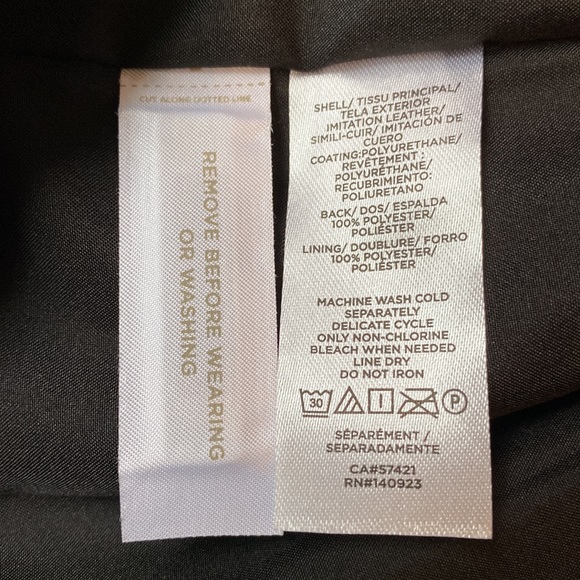 CUT ALONG DOTTED LINE
REMOVE BEFORE WEARING
OR WASHING
SHELL/ TISSU PRINCIPAL/
TELA EXTERIOR
IMITATION LEATHER/
SIMILI-CUIR/ IMITACIÓN DE
CUERO
COATING:POLYURETHANE/
REVÊTEMENT :
POLYURÉTHANE/
RECUBRIMIENTO:
POLIURETANO
BACK/ DOS/ ESPALDA
100% POLYESTER/
POLIÉSTER
LINING/ DOUBLURE/ FORRO
100% POLYESTER/
POLIÉSTER
MACHINE WASH COLD
SEPARATELY
DELICATE CYCLE
ONLY NON-CHLORINE
BLEACH WHEN NEEDED
LINE DRY
DO NOT IRON
30 P
SÉPARÉMENT /
SEPARADAMENTE
CA#57421
RN#140923